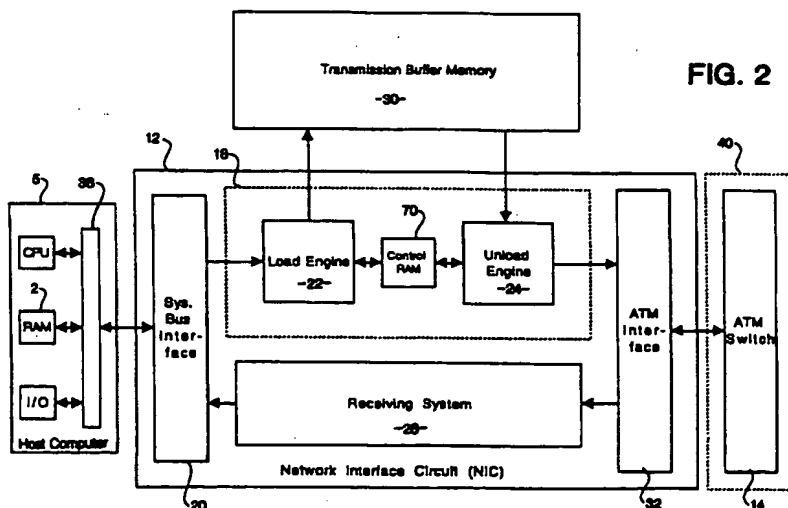 Transmission Buffer Memory
-30-
FIG. 2
12
18
40
5
38
70
CPU
2
RAM
I/O
Host Computer
Sys.
Bus
Inter-
face
Load Engine
-22-
Control
RAM
Unload
Engine
-24-
ATM
Inter-
face
ATM
Switch
Receiving System
-28-
Network Interface Circuit (NIC)
20
32
14